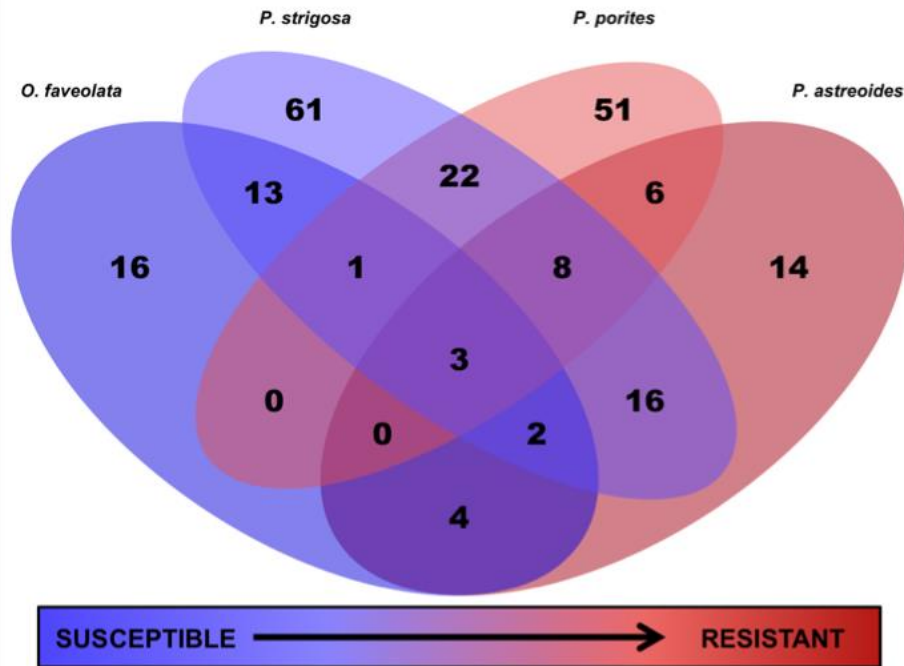 P. strigosa
P. porites
O. faveolata
P. astreoides
61
51
13
22
6
16
1
8
14
3
0
16
0
2
4
SUSCEPTIBLE
RESISTANT